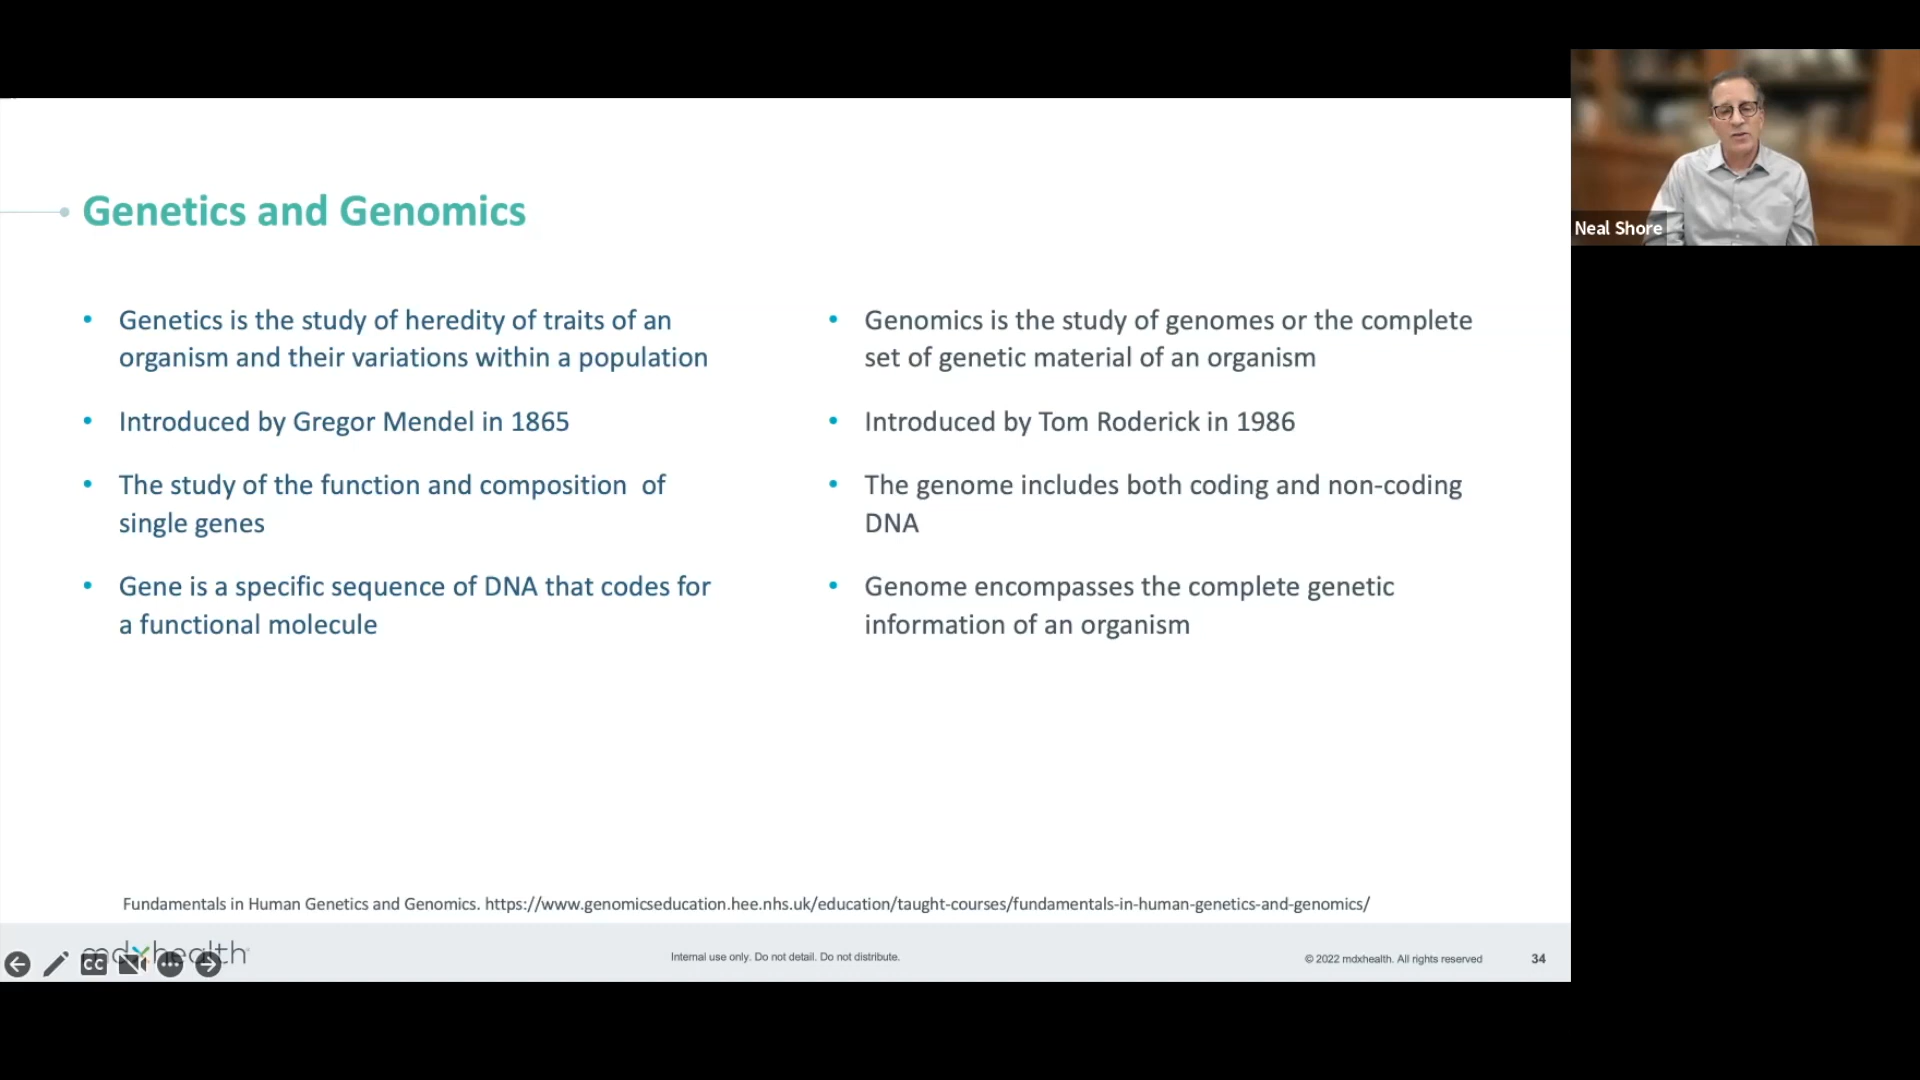 Genetics and Genomics
• Genetics is the study of heredity of traits of an
organism and their variations within a population
• Introduced by Gregor Mendel in 1865
• The study of the function and composition of
single genes
• Gene is a specific sequence of DNA that codes for
a functional molecule
• Genomics is the study of genomes or the complete
set of genetic material of an organism
• Introduced by Tom Roderick in 1986
• The genome includes both coding and non-coding
DNA
• Genome encompasses the complete genetic
information of an organism
Fundamentals in Human Genetics and Genomics. https://www.genomicseducation.hee.nhs.uk/education/taught-courses/fundamentals-in-human-genetics-and-genomics/
mdxhealth
CC
Internal use only. Do not detail. Do not distribute.
© 2022 mdxhealth. All rights reserved
34
Neal Shore